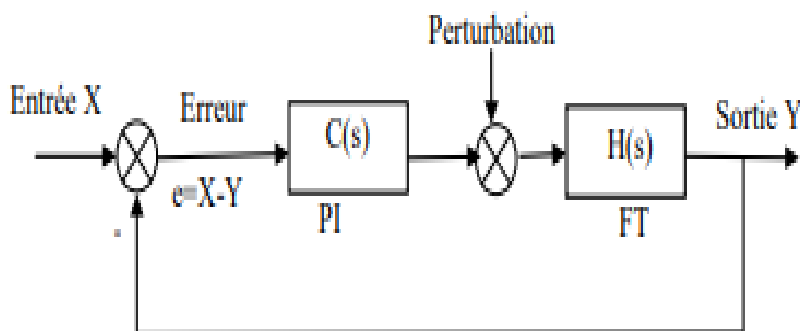 Perturbation
Entrée X
Erreur
C(s)
H(s)
Sortie Y
e=X-Y
PI
FT
-